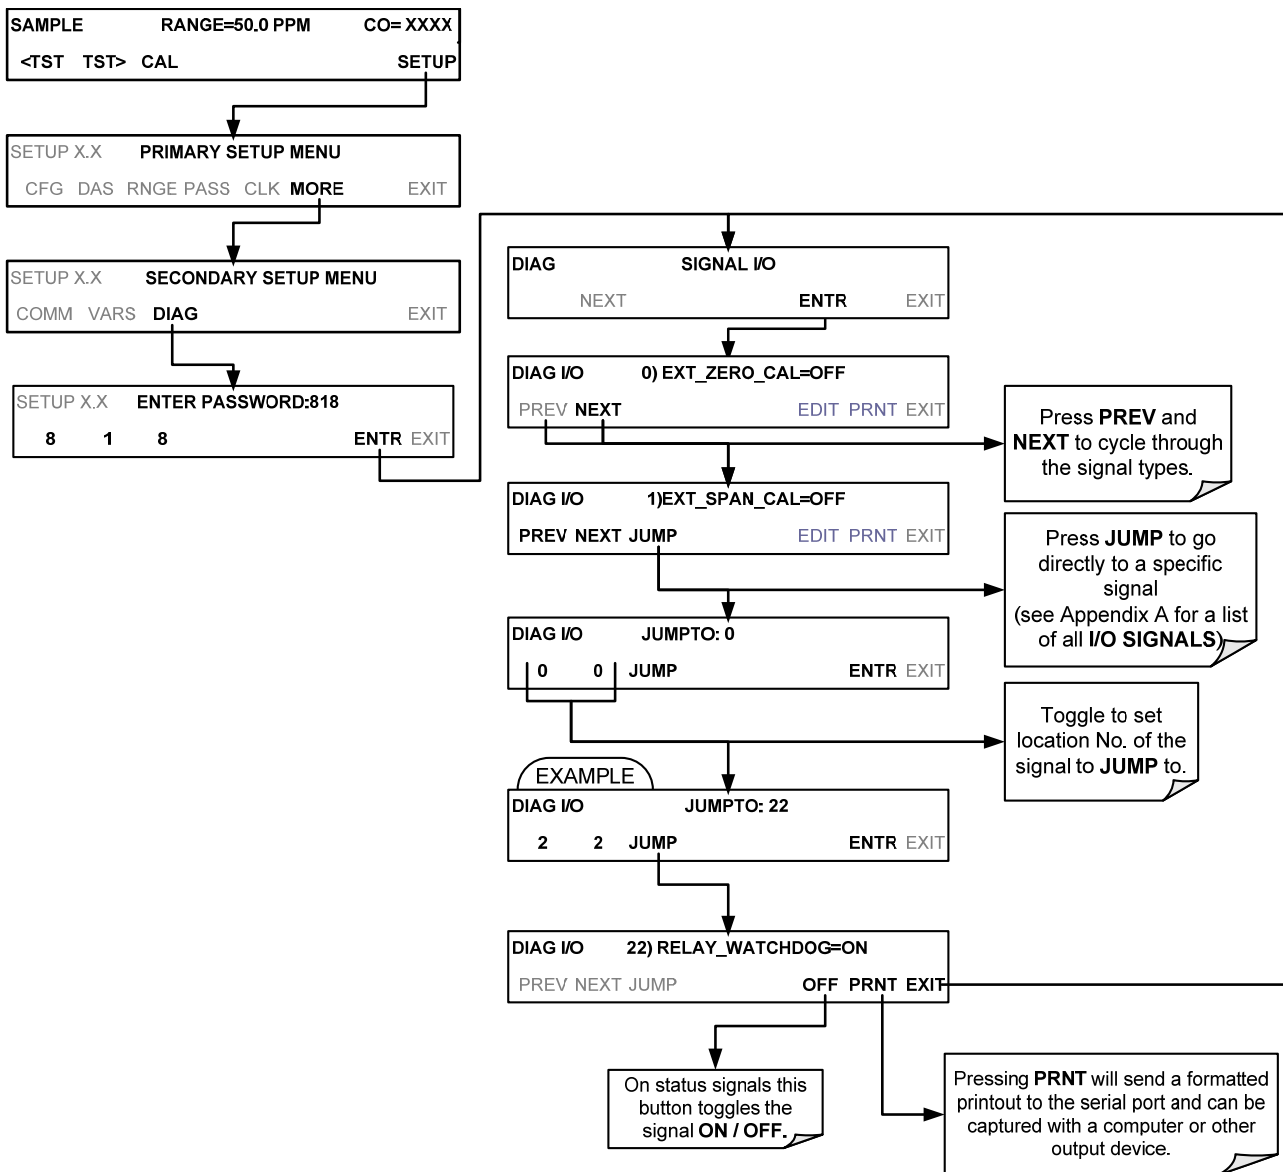 SAMPLE RANGE=50.0 PPM CO= XXXX
<TST TST> CAL SETUP
SETUP X.X PRIMARY SETUP MENU
CFG DAS RNGE PASS CLK MORE EXIT
SETUP X.X SECONDARY SETUP MENU
COMM VARS DIAG EXIT
SETUP X.X ENTER PASSWORD:818
8 1 8 ENTR EXIT
DIAG SIGNAL I/O
NEXT ENTR EXIT
DIAG I/O 0) EXT_ZERO_CAL=OFF
PREV NEXT EDIT PRNT EXIT
Press PREV and
NEXT to cycle through
the signal types.
DIAG I/O 1)EXT_SPAN_CAL=OFF
PREV NEXT JUMP EDIT PRNT EXIT
Press JUMP to go
directly to a specific
signal
(see Appendix A for a list
of all I/O SIGNALS)
DIAG I/O JUMPTO: 0
0 0 JUMP ENTR EXIT
Toggle to set
location No. of the
signal to JUMP to.
EXAMPLE
DIAG I/O JUMPTO: 22
2 2 JUMP ENTR EXIT
DIAG I/O 22) RELAY_WATCHDOG=ON
PREV NEXT JUMP OFF PRNT EXIT
On status signals this
button toggles the
signal ON / OFF.
Pressing PRNT will send a formatted
printout to the serial port and can be
captured with a computer or other
output device.